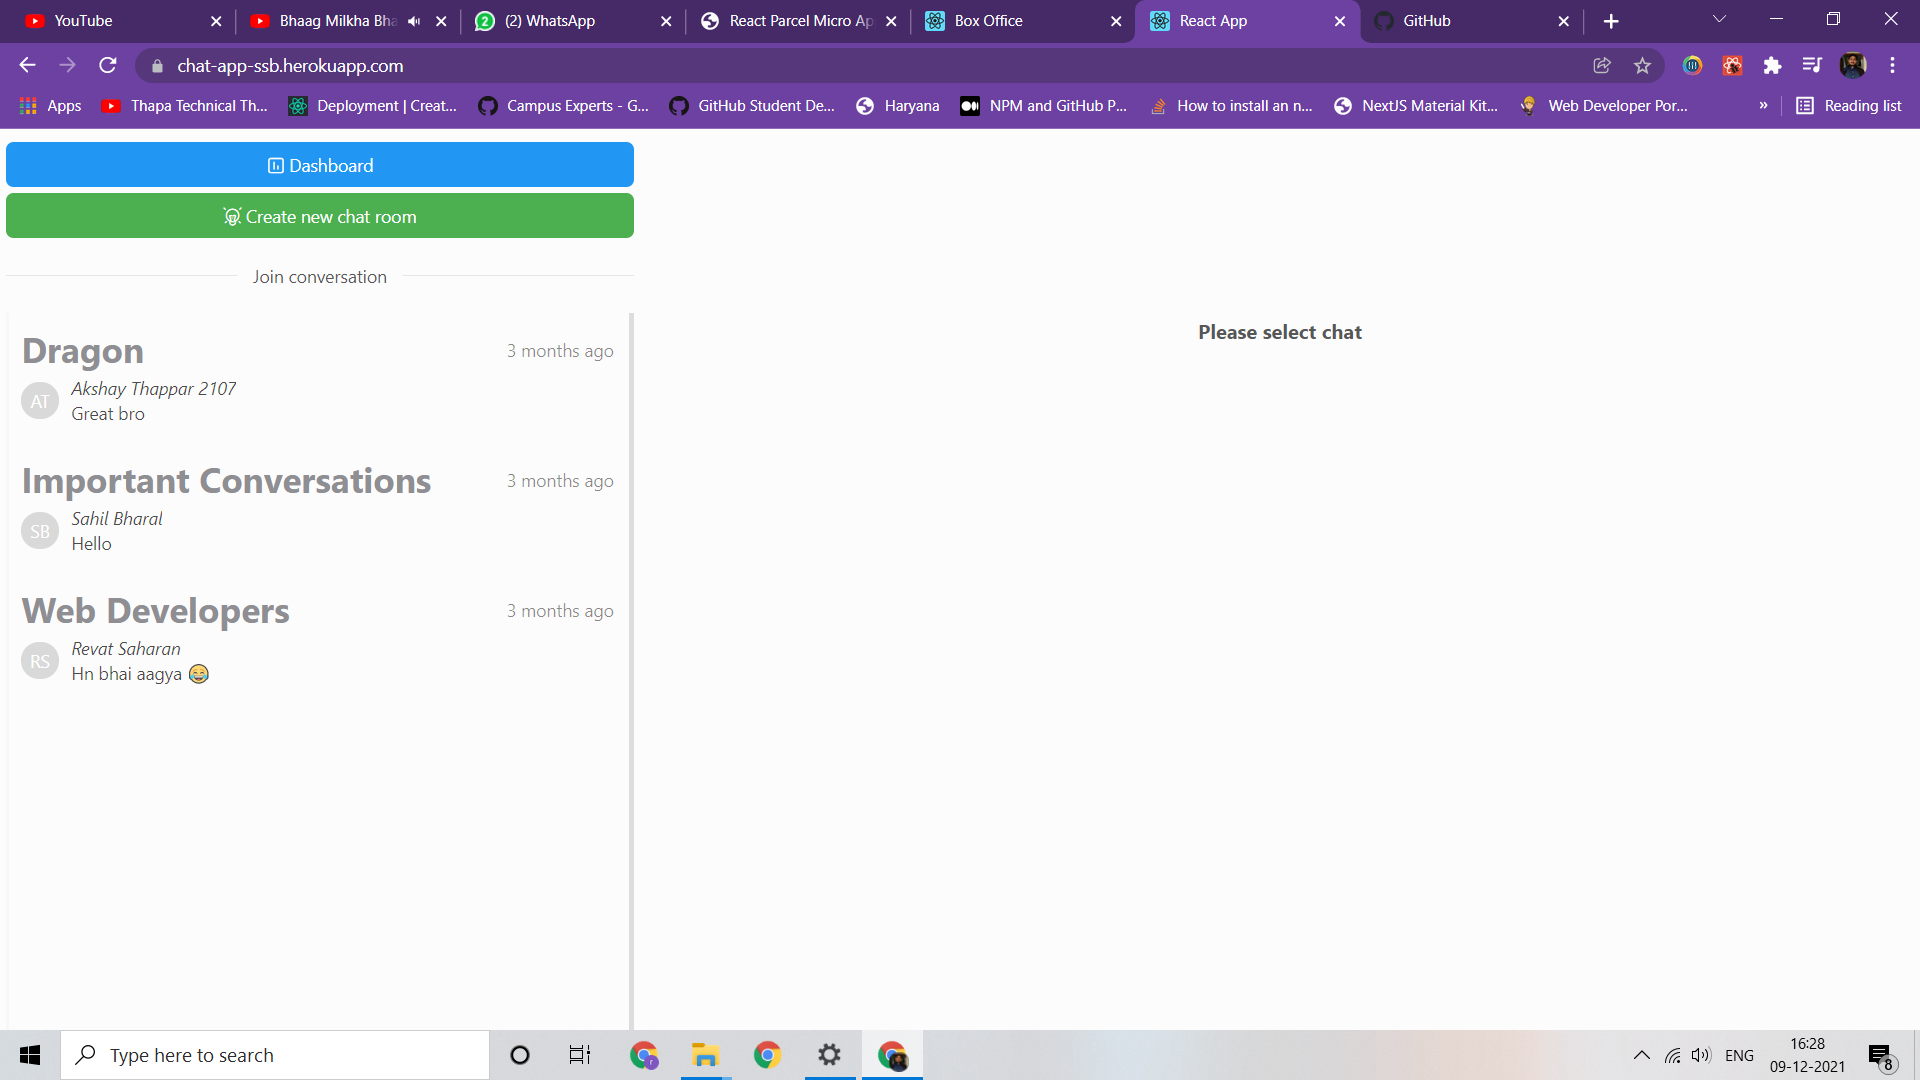 YouTube
Bhaag Milkha Bha
(2) WhatsApp
React Parcel Micro Ap
Box Office
React App
GitHub
chat-app-ssb.herokuapp.com
Apps
Thapa Technical Th...
Deployment | Creat...
Campus Experts - G...
GitHub Student De...
Haryana
NPM and GitHub P...
How to install an n...
NextJS Material Kit...
Web Developer Por...
»
Reading list
Dashboard
Create new chat room
Join conversation
Please select chat
Dragon
3 months ago
AT
Akshay Thappar 2107
Great bro
Important Conversations
3 months ago
SB
Sahil Bharal
Hello
Web Developers
3 months ago
RS
Revat Saharan
Hn bhai aagya 😂
Type here to search
ENG
16:28
09-12-2021
8